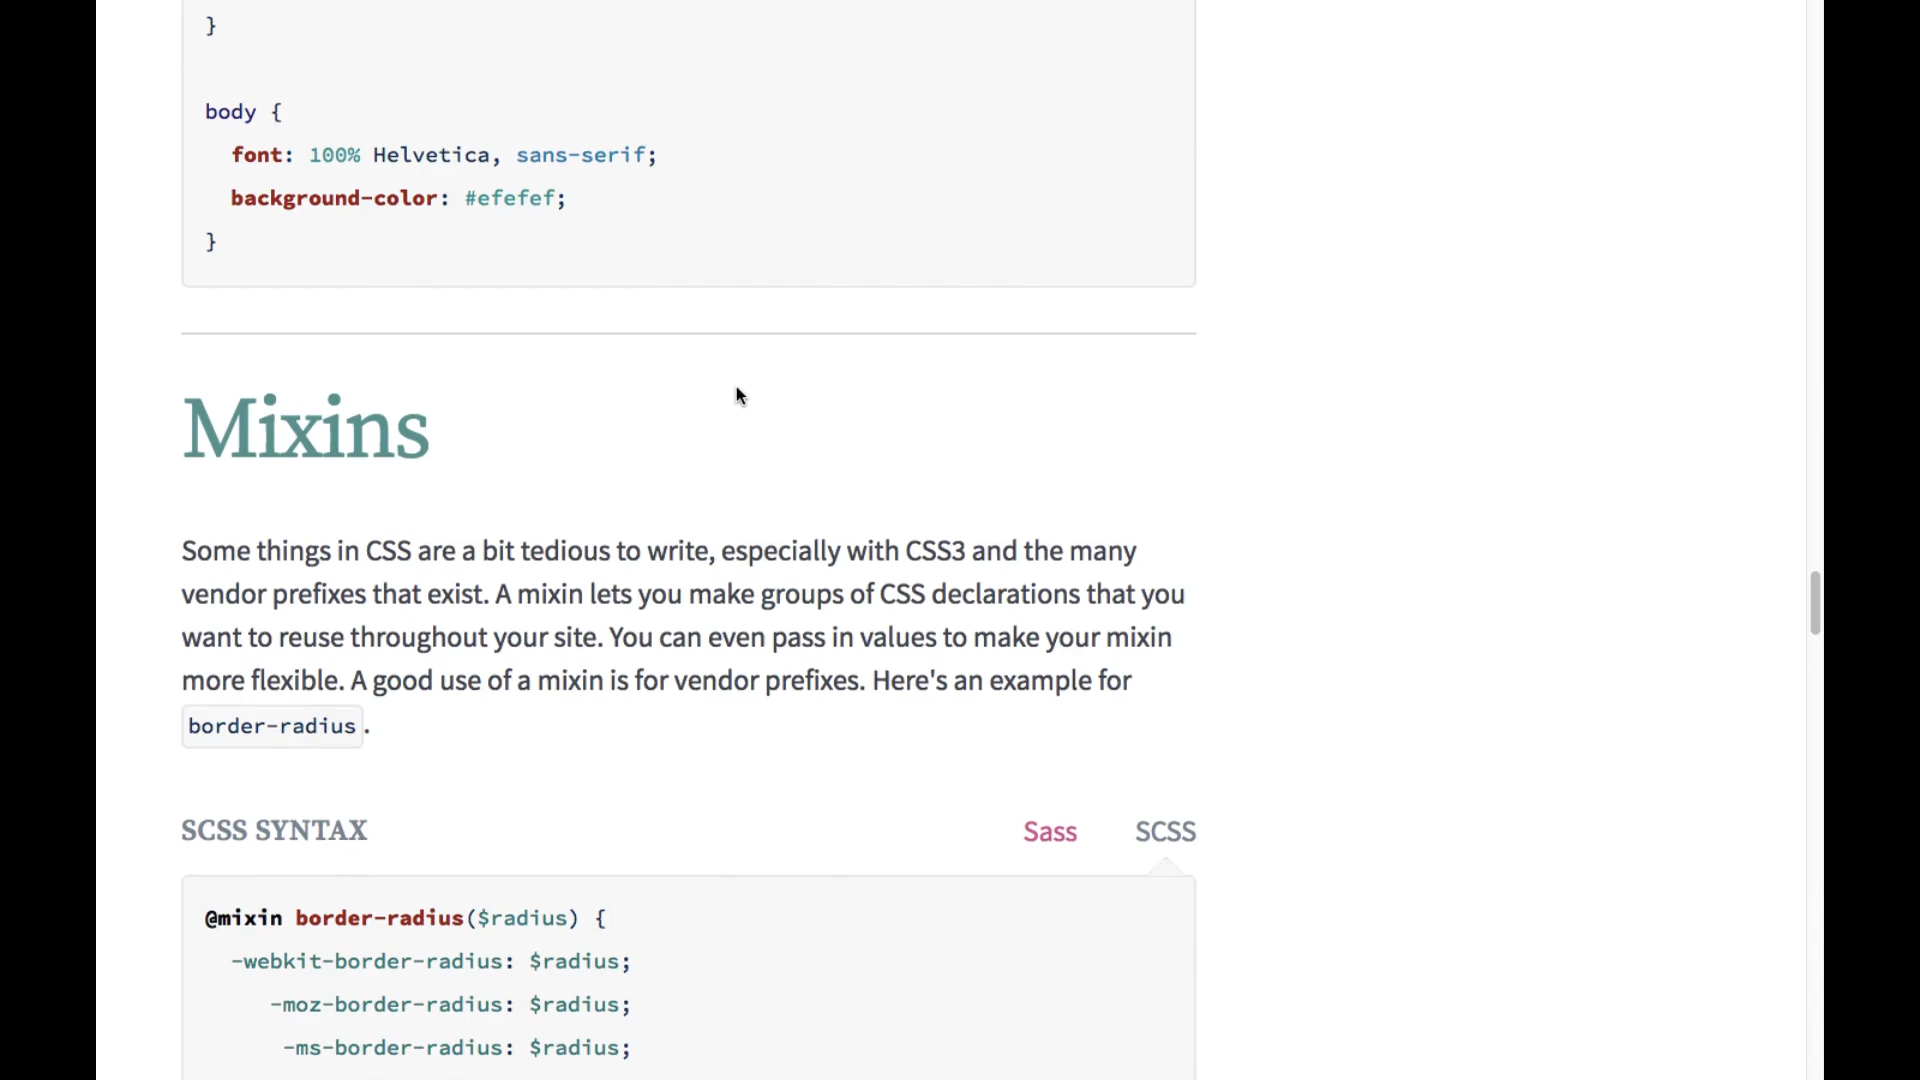 }
body {
font: 100% Helvetica, sans-serif;
background-color: #efefef;
}
Mixins
Some things in CSS are a bit tedious to write, especially with CSS3 and the many
vendor prefixes that exist. A mixin lets you make groups of CSS declarations that you
want to reuse throughout your site. You can even pass in values to make your mixin
more flexible. A good use of a mixin is for vendor prefixes. Here's an example for
border-radius.
SCSS SYNTAX Sass SCSS
@mixin border-radius($radius) {
-webkit-border-radius: $radius;
-moz-border-radius: $radius;
-ms-border-radius: $radius;